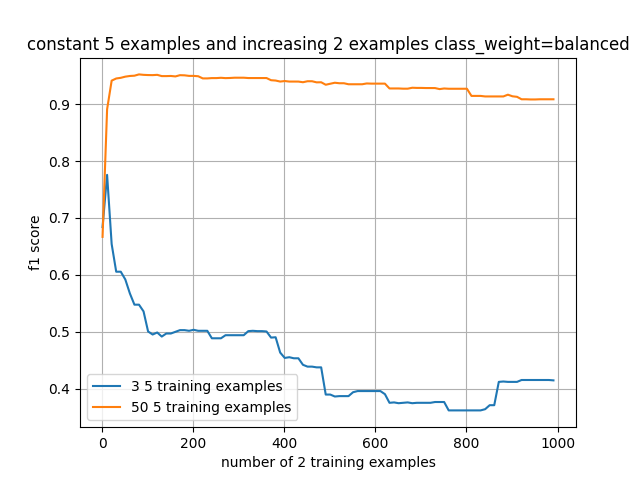 constant 5 examples and increasing 2 examples class_weight=balanced
f1 score
0.9
0.8
0.7
0.6
0.5
0.4
3 5 training examples
50 5 training examples
0 200 400 600 800 1000
number of 2 training examples